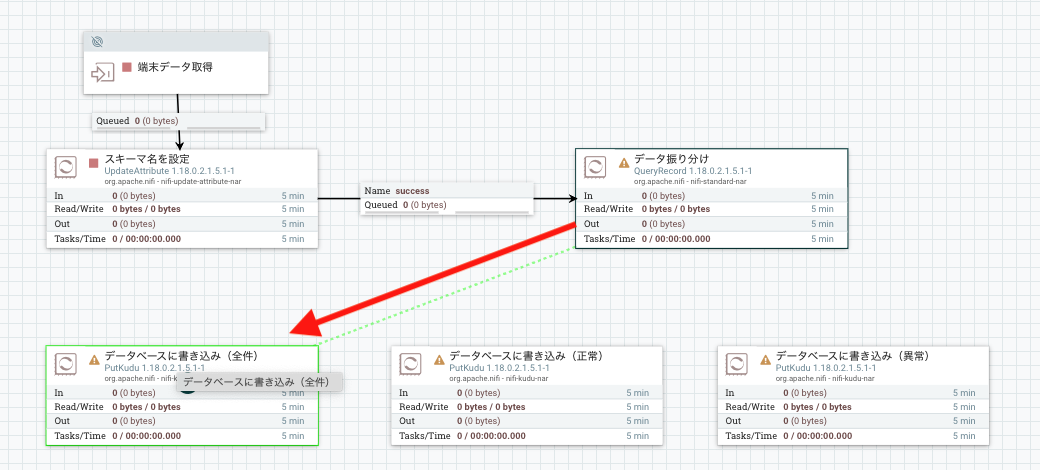 端末データ取得
Queued 0 (0 bytes)
スキーマ名を設定
UpdateAttribute 1.18.0.2.1.5.1-1
org.apache.nifi - nifi-update-attribute-nar
In 0 (0 bytes) 5 min
Read/Write 0 bytes / 0 bytes 5 min
Out 0 (0 bytes) 5 min
Tasks/Time 0 / 00:00:00.000 5 min
Name success
Queued 0 (0 bytes)
データ振り分け
QueryRecord 1.18.0.2.1.5.1-1
org.apache.nifi - nifi-standard-nar
In 0 (0 bytes) 5 min
Read/Write 0 bytes / 0 bytes 5 min
Out 0 (0 bytes) 5 min
Tasks/Time 0 / 00:00:00.000 5 min
データベースに書き込み（全件）
PutKudu 1.18.0.2.1.5.1-1
org.apache.nifi - nifi-k
データベースに書き込み（全件）
In 0 (0 bytes) 5 min
Read/Write 0 bytes / 0 bytes 5 min
Out 0 (0 bytes) 5 min
Tasks/Time 0 / 00:00:00.000 5 min
データベースに書き込み（正常）
PutKudu 1.18.0.2.1.5.1-1
org.apache.nifi - nifi-kudu-nar
In 0 (0 bytes) 5 min
Read/Write 0 bytes / 0 bytes 5 min
Out 0 (0 bytes) 5 min
Tasks/Time 0 / 00:00:00.000 5 min
データベースに書き込み（異常）
PutKudu 1.18.0.2.1.5.1-1
org.apache.nifi - nifi-kudu-nar
In 0 (0 bytes) 5 min
Read/Write 0 bytes / 0 bytes 5 min
Out 0 (0 bytes) 5 min
Tasks/Time 0 / 00:00:00.000 5 min